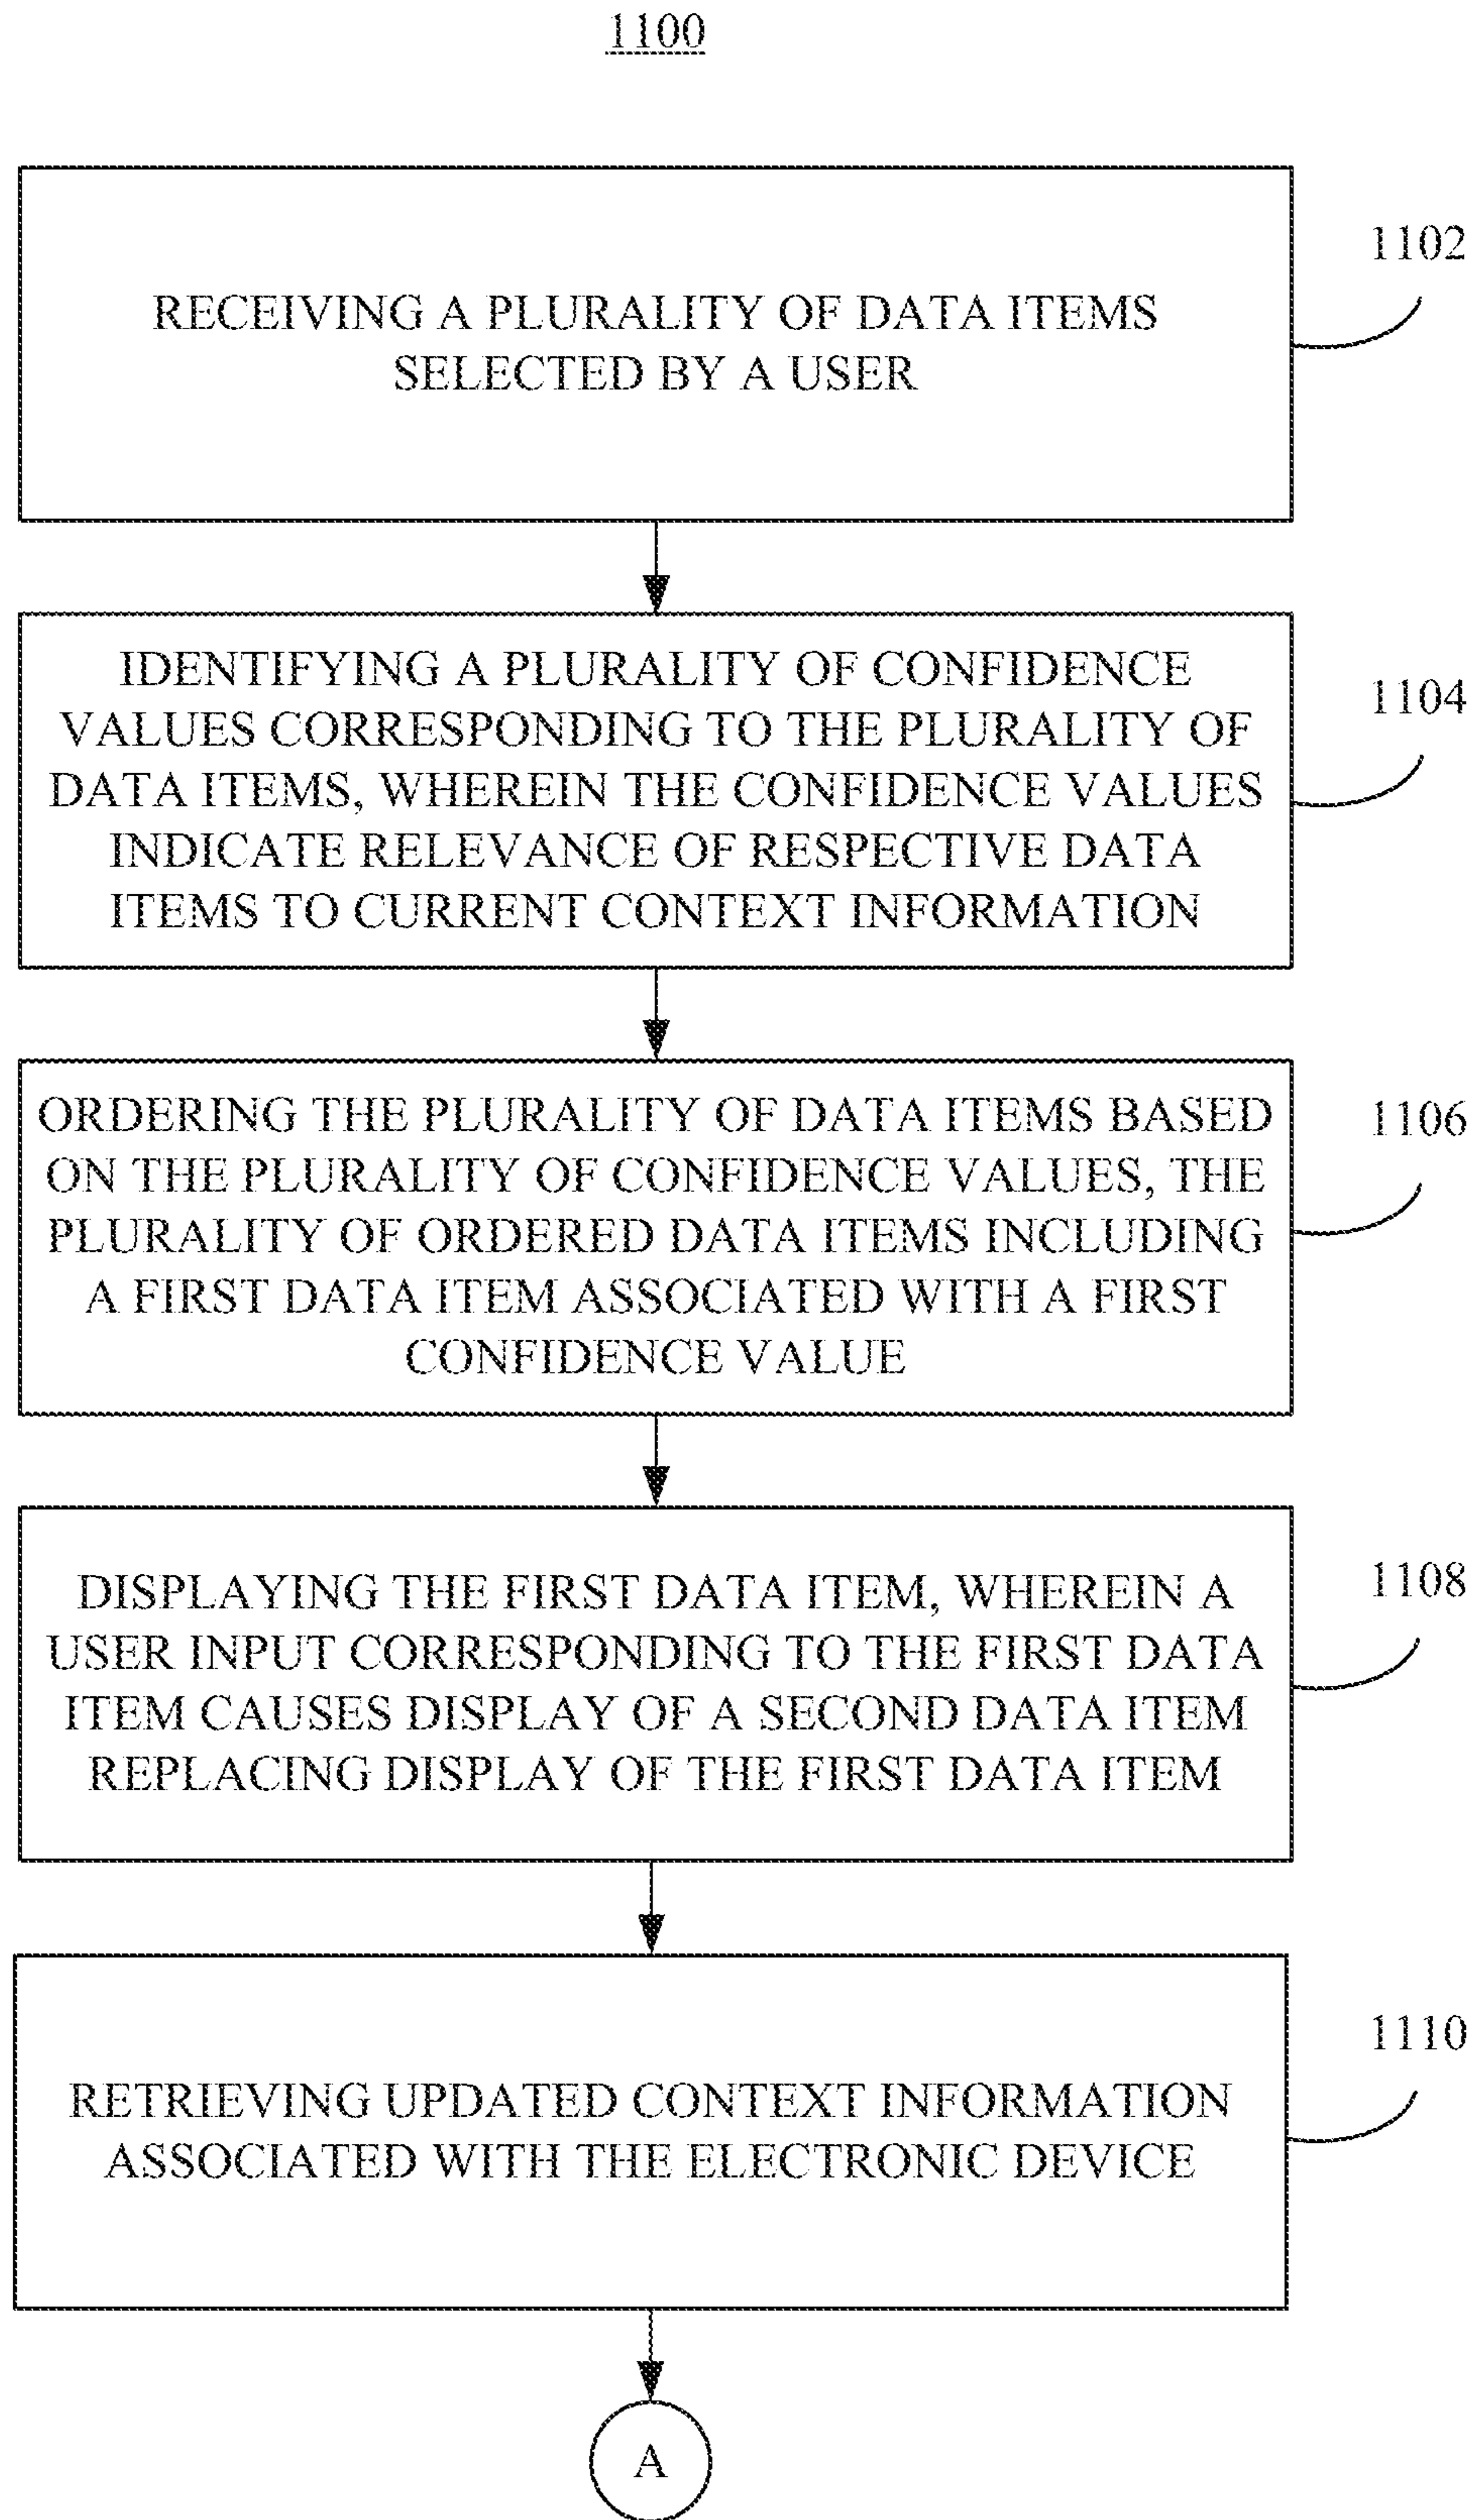 1100
RECEIVING A PLURALITY OF DATA ITEMS
SELECTED BY A USER
1102
IDENTIFYING A PLURALITY OF CONFIDENCE
VALUES CORRESPONDING TO THE PLURALITY OF
DATA ITEMS, WHEREIN THE CONFIDENCE VALUES
INDICATE RELEVANCE OF RESPECTIVE DATA
ITEMS TO CURRENT CONTEXT INFORMATION
1104
ORDERING THE PLURALITY OF DATA ITEMS BASED
ON THE PLURALITY OF CONFIDENCE VALUES, THE
PLURALITY OF ORDERED DATA ITEMS INCLUDING
A FIRST DATA ITEM ASSOCIATED WITH A FIRST
CONFIDENCE VALUE
1106
DISPLAYING THE FIRST DATA ITEM, WHEREIN A
USER INPUT CORRESPONDING TO THE FIRST DATA
ITEM CAUSES DISPLAY OF A SECOND DATA ITEM
REPLACING DISPLAY OF THE FIRST DATA ITEM
1108
RETRIEVING UPDATED CONTEXT INFORMATION
ASSOCIATED WITH THE ELECTRONIC DEVICE
1110
A